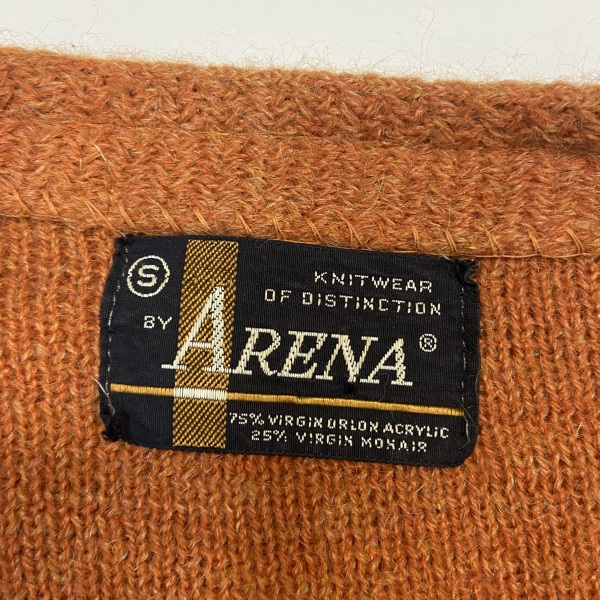 S
KNITWEAR
OF DISTINCTION
BY ARENA®
75% VIRGIN ORLON ACRYLIC
25% VIRGIN MOHAIR